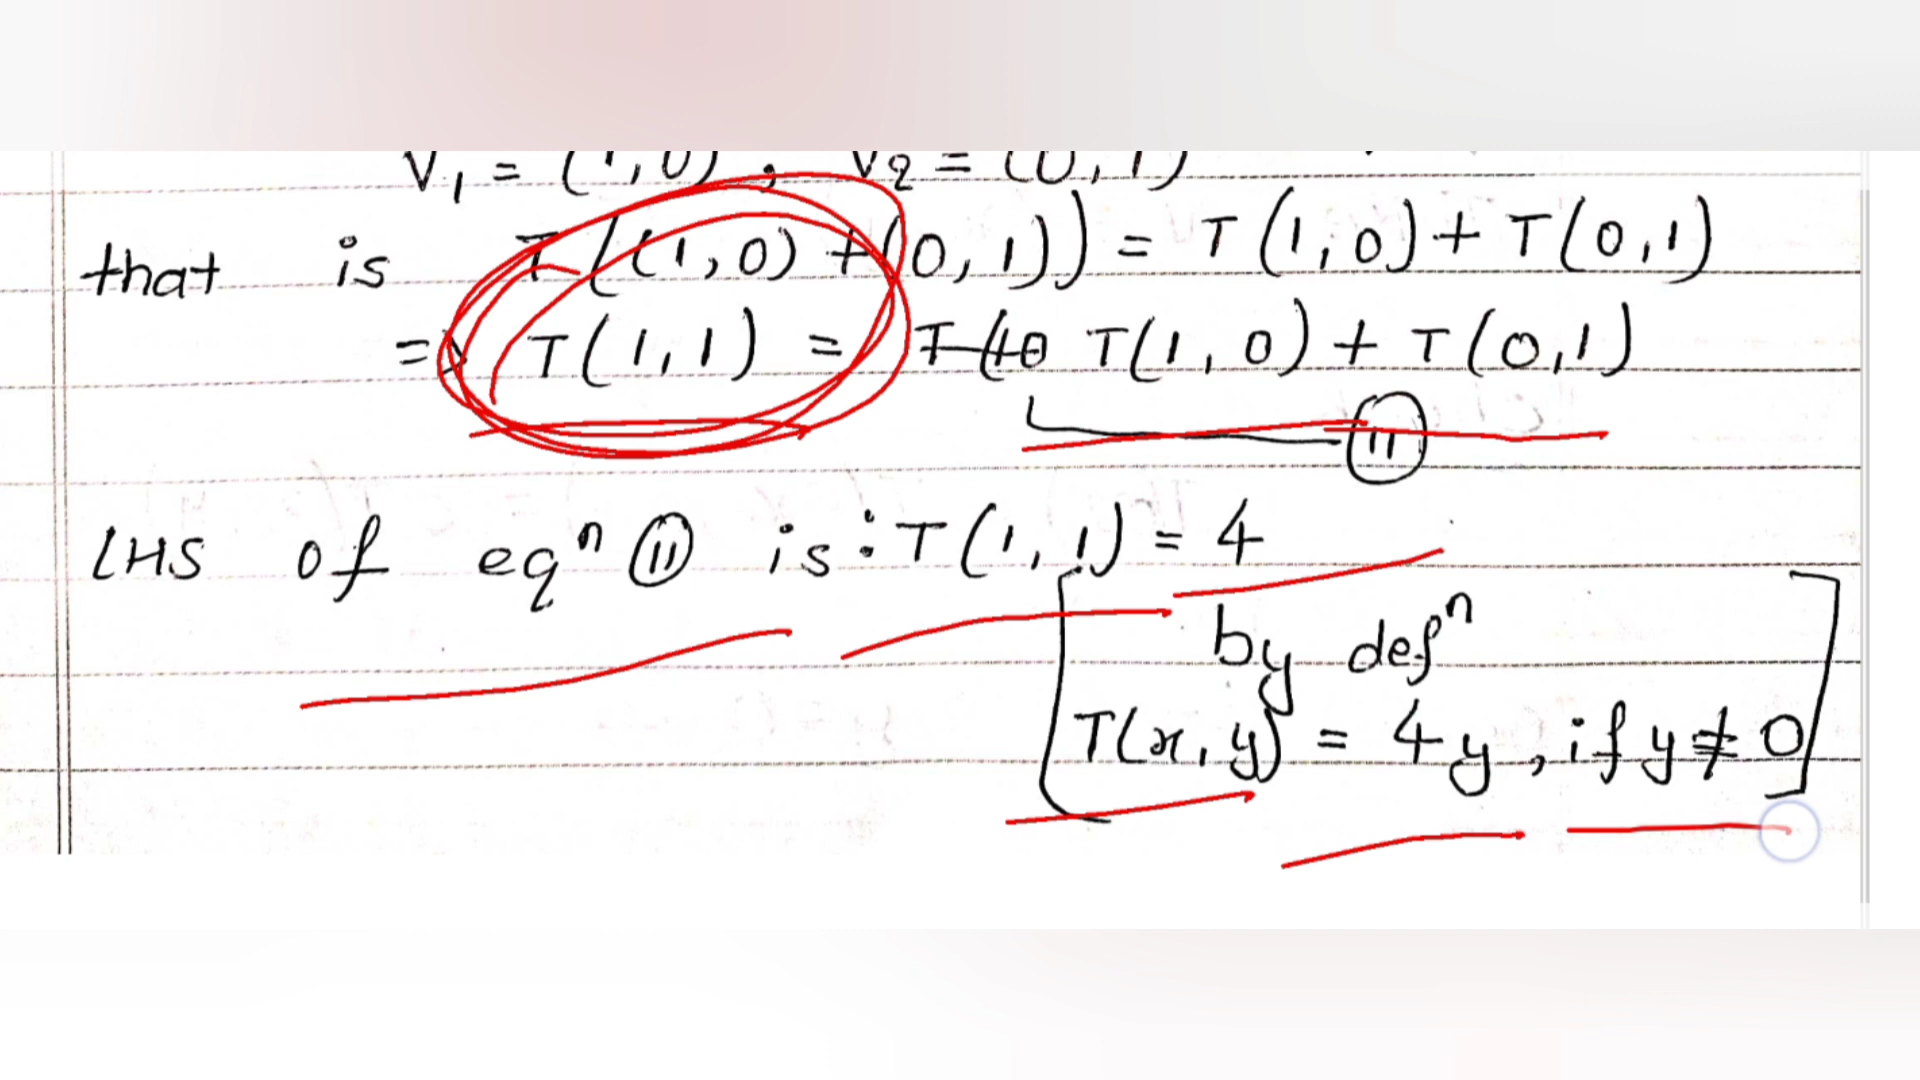 V₁ = (1,0) , V₂ = (0,1)
that is T((1,0) + (0,1)) = T(1,0) + T(0,1)
=> T(1,1) = T(1,0) + T(0,1)
(II)
LHS of eqⁿ (II) is : T(1,1) = 4
by defⁿ
T(x,y) = 4y, if y ≠ 0